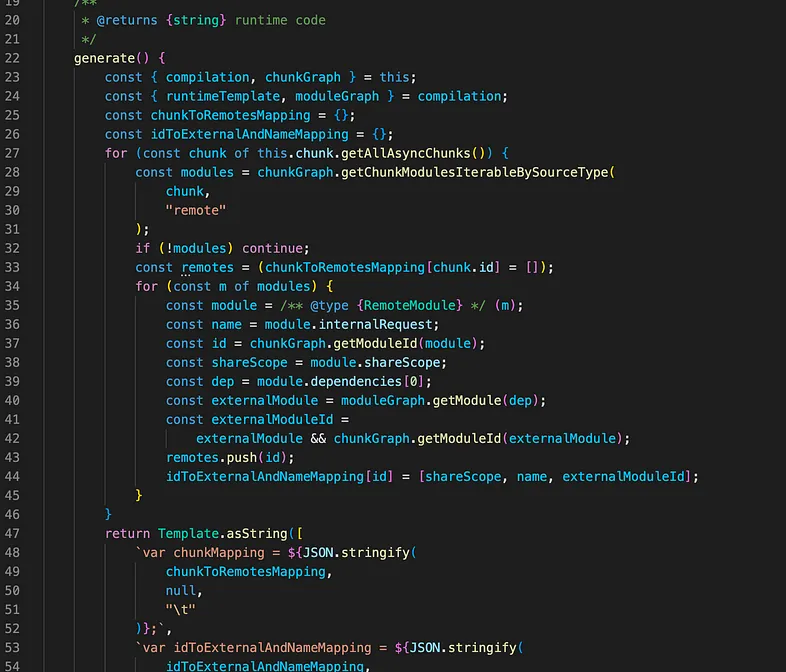 19 /**
20 * @returns {string} runtime code
21 */
22 generate() {
23 const { compilation, chunkGraph } = this;
24 const { runtimeTemplate, moduleGraph } = compilation;
25 const chunkToRemotesMapping = {};
26 const idToExternalAndNameMapping = {};
27 for (const chunk of this.chunk.getAllAsyncChunks()) {
28 const modules = chunkGraph.getChunkModulesIterableBySourceType(
29 chunk,
30 "remote"
31 );
32 if (!modules) continue;
33 const remotes = (chunkToRemotesMapping[chunk.id] = []);
34 for (const m of modules) {
35 const module = /** @type {RemoteModule} */ (m);
36 const name = module.internalRequest;
37 const id = chunkGraph.getModuleId(module);
38 const shareScope = module.shareScope;
39 const dep = module.dependencies[0];
40 const externalModule = moduleGraph.getModule(dep);
41 const externalModuleId =
42 externalModule && chunkGraph.getModuleId(externalModule);
43 remotes.push(id);
44 idToExternalAndNameMapping[id] = [shareScope, name, externalModuleId];
45 }
46 }
47 return Template.asString([
48 `var chunkMapping = ${JSON.stringify(
49 chunkToRemotesMapping,
50 null,
51 "\t"
52 )};`,
53 `var idToExternalAndNameMapping = ${JSON.stringify(
54 idToExternalAndNameMapping,